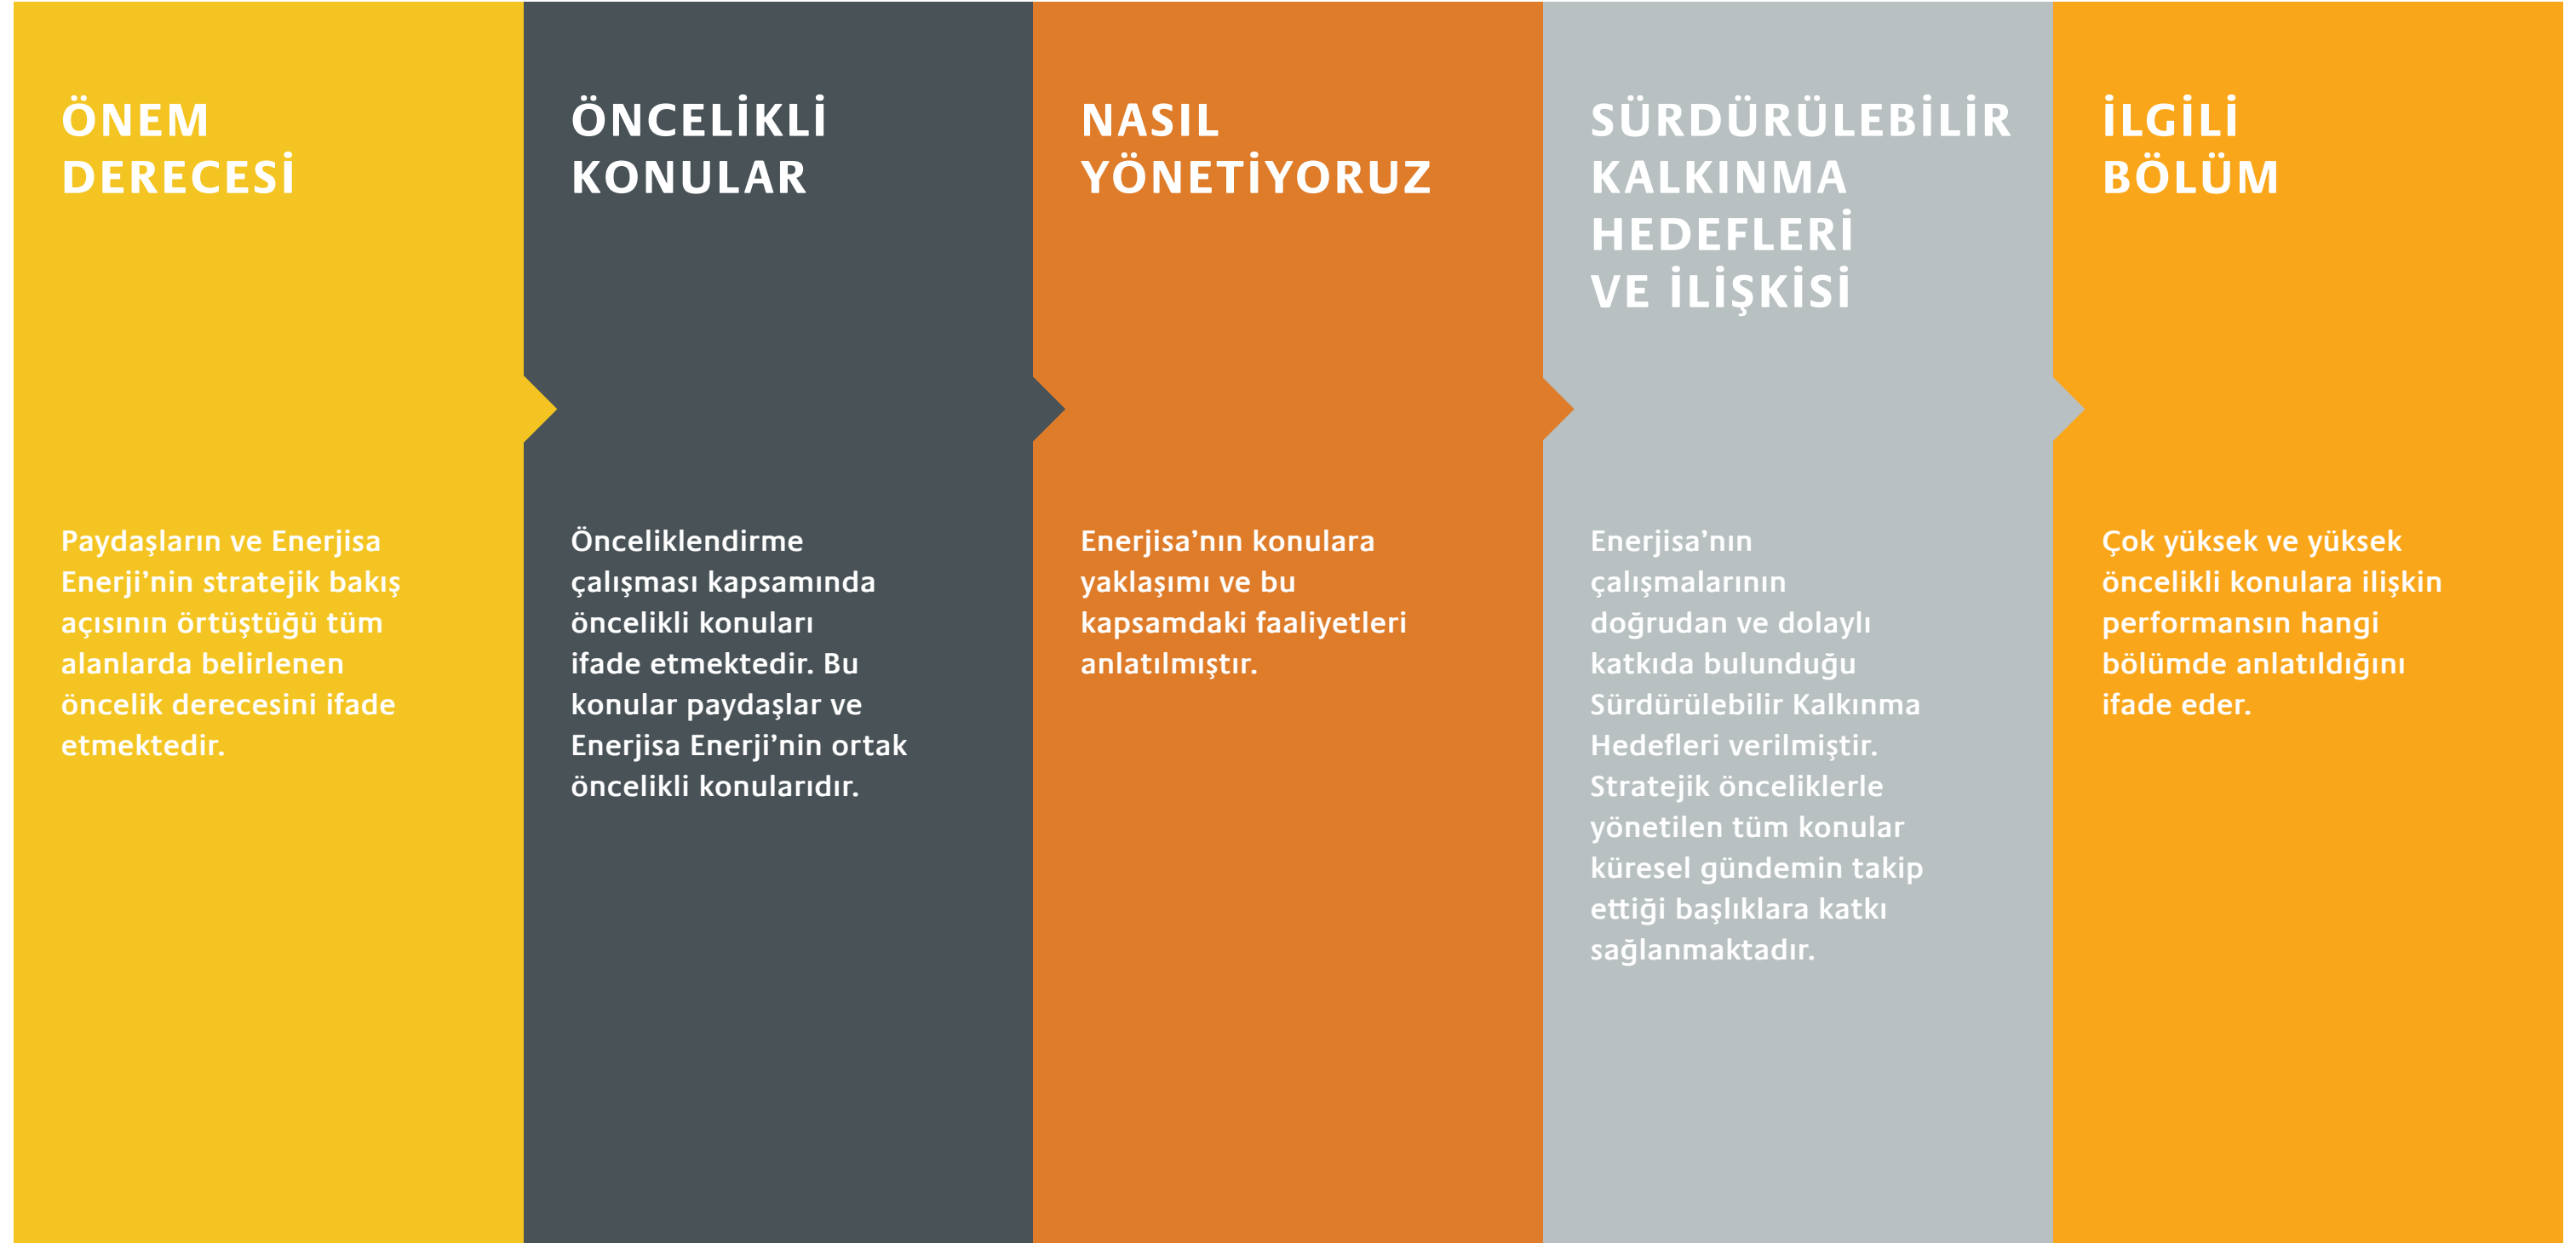 ÖNEM
DERECESİ
Paydaşların ve Enerjisa
Enerji’nin stratejik bakış
açısının örtüştüğü tüm
alanlarda belirlenen
öncelik derecesini ifade
etmektedir.
ÖNCELİKLİ
KONULAR
Önceliklendirme
çalışması kapsamında
öncelikli konuları
ifade etmektedir. Bu
konular paydaşlar ve
Enerjisa Enerji’nin ortak
öncelikli konularıdır.
NASIL
YÖNETİYORUZ
Enerjisa’nın konulara
yaklaşımı ve bu
kapsamdaki faaliyetleri
anlatılmıştır.
SÜRDÜRÜLEBİLİR
KALKINMA
HEDEFLERİ
VE İLİŞKİSİ
Enerjisa’nın
çalışmalarının
doğrudan ve dolaylı
katkıda bulunduğu
Sürdürülebilir Kalkınma
Hedefleri verilmiştir.
Stratejik önceliklerle
yönetilen tüm konular
küresel gündemin takip
ettiği başlıklara katkı
sağlanmaktadır.
İLGİLİ
BÖLÜM
Çok yüksek ve yüksek
öncelikli konulara ilişkin
performansın hangi
bölümde anlatıldığını
ifade eder.